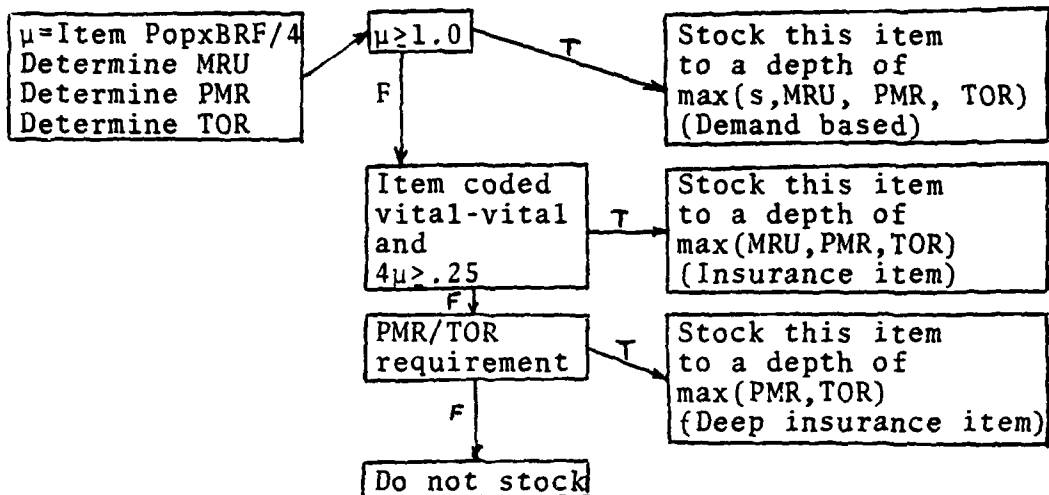 μ=Item PopxBRF/4
Determine MRU
Determine PMR
Determine TOR
μ≥1.0
T
Stock this item
to a depth of
max(s,MRU, PMR, TOR)
(Demand based)
F
Item coded
vital-vital
and
4μ≥.25
T
Stock this item
to a depth of
max(MRU,PMR,TOR)
(Insurance item)
F
PMR/TOR
requirement
T
Stock this item
to a depth of
max(PMR,TOR)
(Deep insurance item)
F
Do not stock